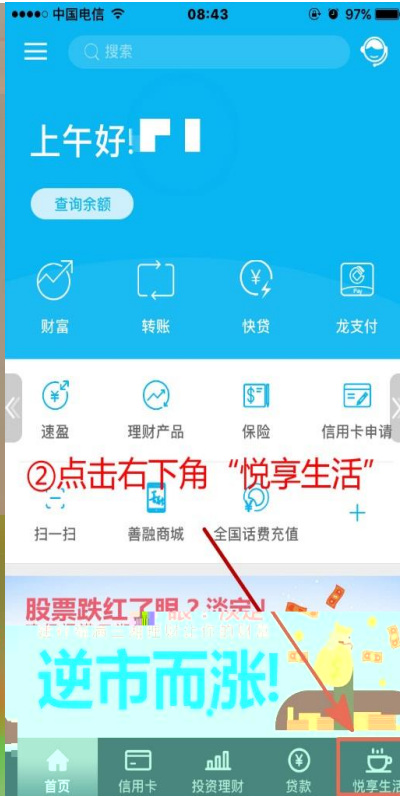 中国电信 08:43 97%
搜索
上午好!
查询余额
财富 转账 快贷 龙支付
Pay
速盈 理财产品 保险 信用卡申请
②点击右下角“悦享生活”
扫一扫 善融商城 全国话费充值
股票跌红了眼？淡定！
逆市而涨!
首页 信用卡 投资理财 贷款 悦享生活